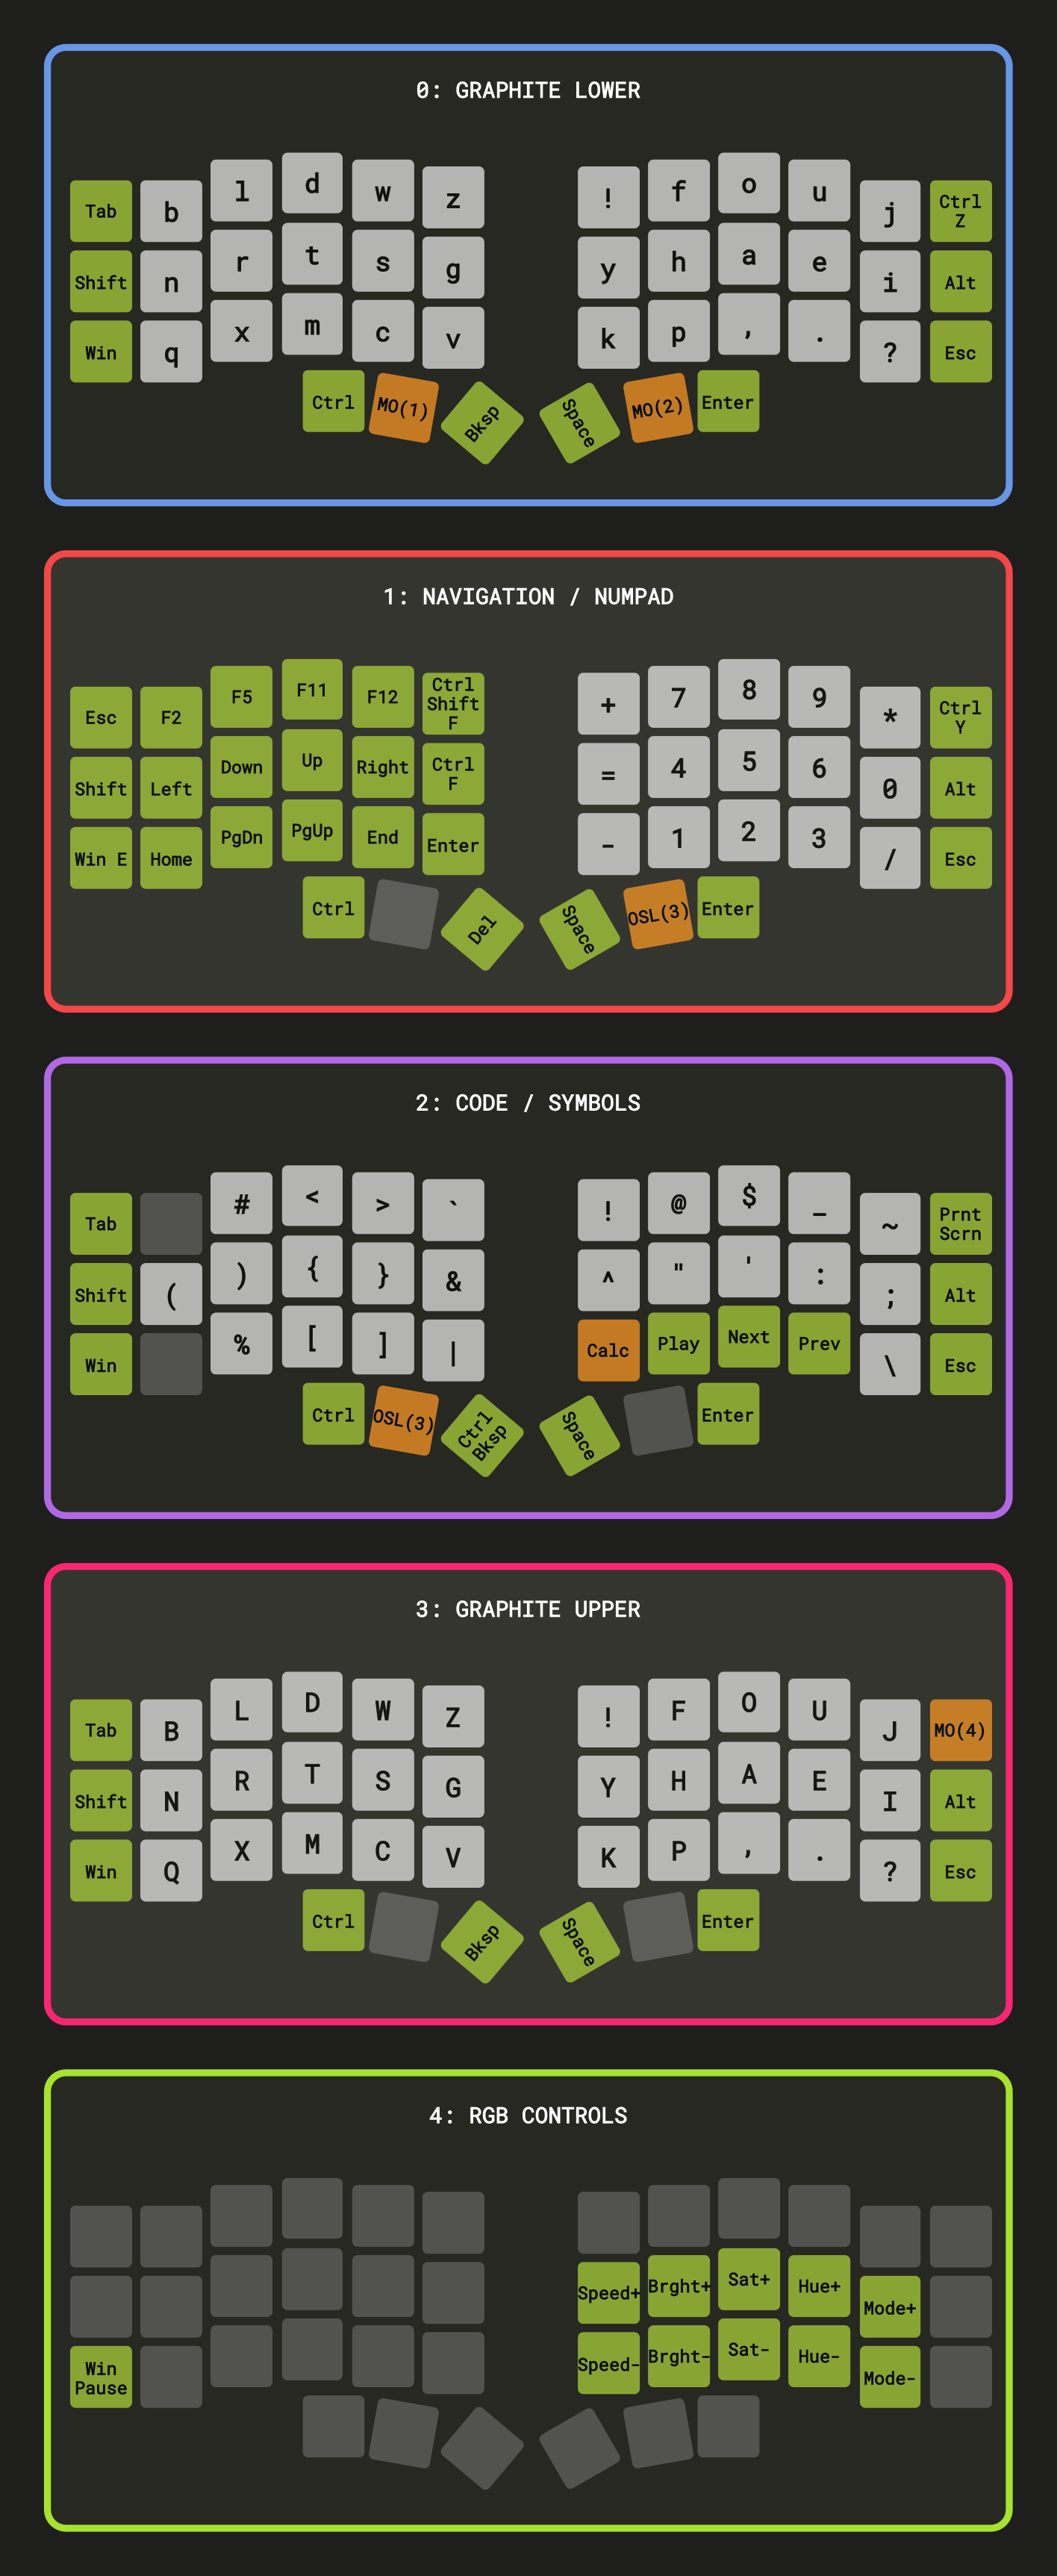 0: GRAPHITE LOWER
Tab b l d w z ! f o u j Ctrl Z
Shift n r t s g y h a e i Alt
Win q x m c v k p , . ? Esc
Ctrl MO(1) Bksp Space MO(2) Enter
1: NAVIGATION / NUMPAD
Esc F2 F5 F11 F12 Ctrl Shift F + 7 8 9 * Ctrl Y
Shift Left Down Up Right Ctrl F = 4 5 6 0 Alt
Win E Home PgDn PgUp End Enter - 1 2 3 / Esc
Ctrl Del Space OSL(3) Enter
2: CODE / SYMBOLS
Tab # < > ` ! @ $ _ ~ Prnt Scrn
Shift ( ) { } & ^ " ' : ; Alt
Win % [ ] | Calc Play Next Prev \ Esc
Ctrl OSL(3) Ctrl Bksp Space Enter
3: GRAPHITE UPPER
Tab B L D W Z ! F O U J MO(4)
Shift N R T S G Y H A E I Alt
Win Q X M C V K P , . ? Esc
Ctrl Bksp Space Enter
4: RGB CONTROLS
Speed+ Brght+ Sat+ Hue+ Mode+
Win Pause Speed- Brght- Sat- Hue- Mode-